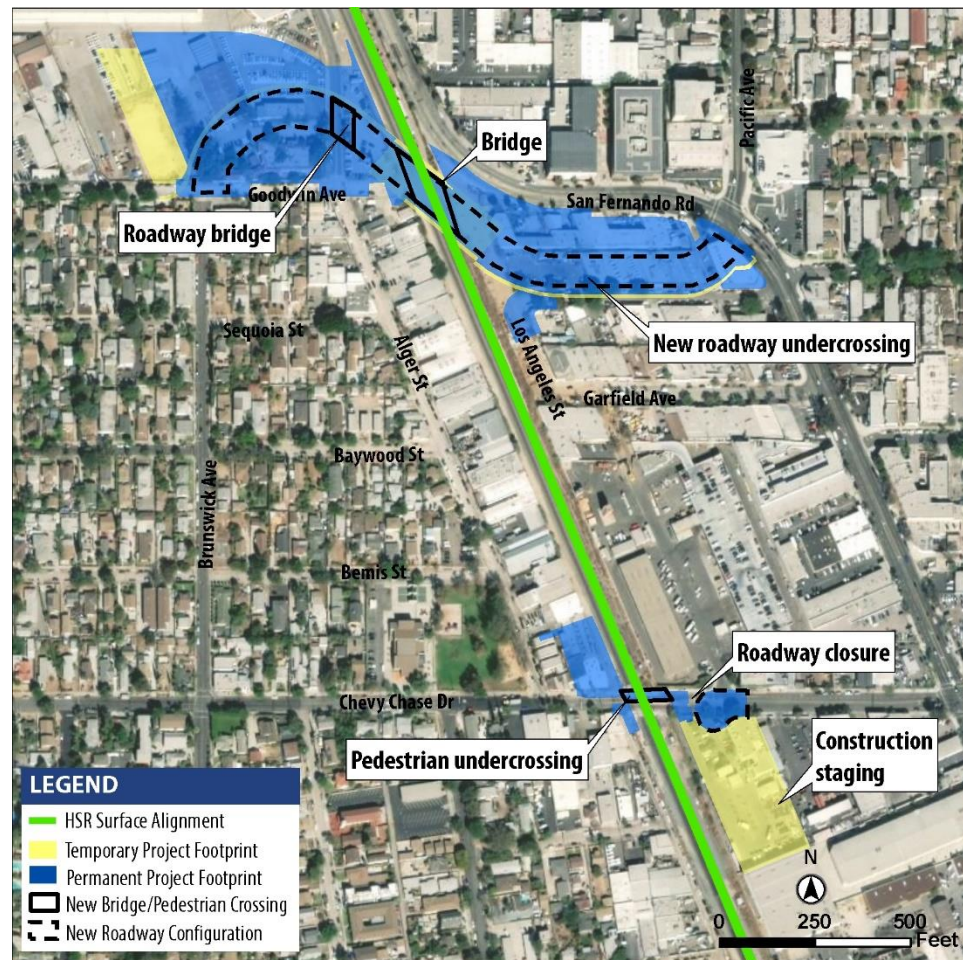 Pacific Ave
Bridge
San Fernando Rd
Goodwin Ave
Roadway bridge
New roadway undercrossing
Sequoia St
Alger St
Los Angeles St
Garfield Ave
Baywood St
Brunswick Ave
Bemis St
Roadway closure
Chevy Chase Dr
Pedestrian undercrossing
Construction
staging
LEGEND
HSR Surface Alignment
Temporary Project Footprint
Permanent Project Footprint
New Bridge/Pedestrian Crossing
New Roadway Configuration
N
0 250 500
Feet